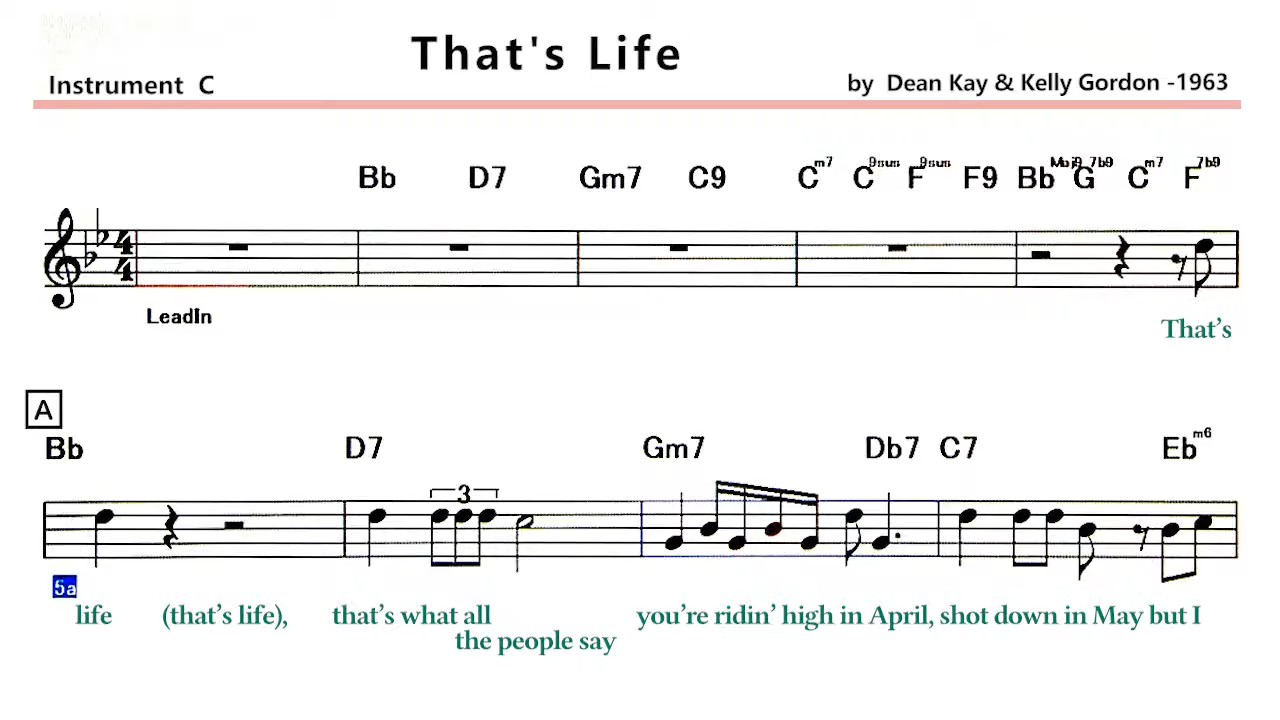 That's Life
Instrument C
by Dean Kay & Kelly Gordon -1963
Bb D7 Gm7 C9 Cm7 C9sus F9sus F9 BbMaj9 G7b9 Cm7 F7b9
4
4
LeadIn
That's
A
Bb D7 Gm7 Db7 C7 Ebm6
3
5a
life (that's life), that's what all you're ridin' high in April, shot down in May but I
the people say